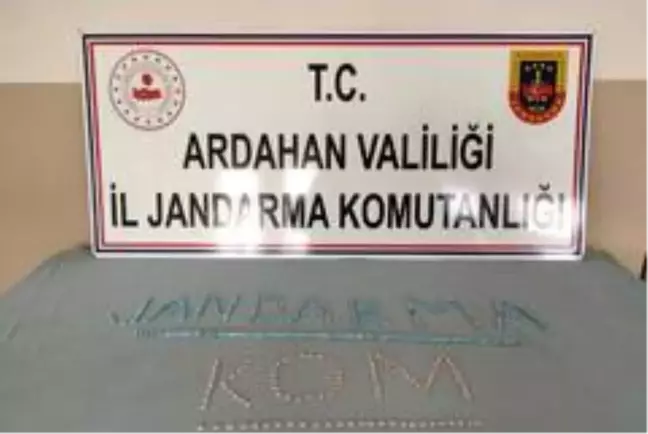 T.C.
ARDAHAN VALİLİĞİ
İL JANDARMA KOMUTANLIĞI
JANDARMA
KOM